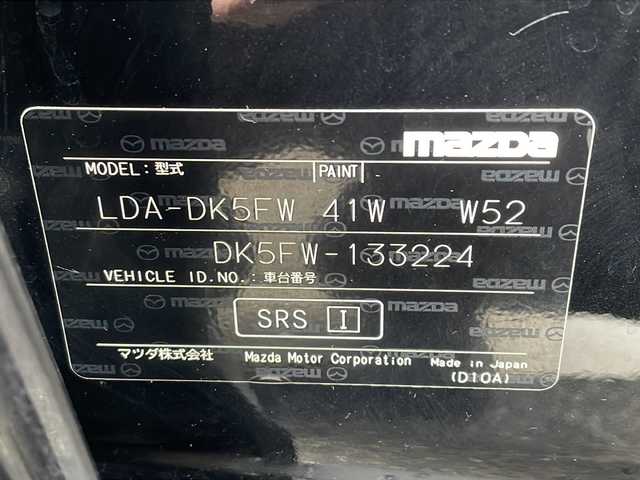 mazda
MODEL：型式 PAINT
LDA-DK5FW 41W W52
DK5FW-133224
VEHICLE ID.NO.：車台番号
SRS I
マツダ株式会社 Mazda Motor Corporation Made in Japan
(D10A)